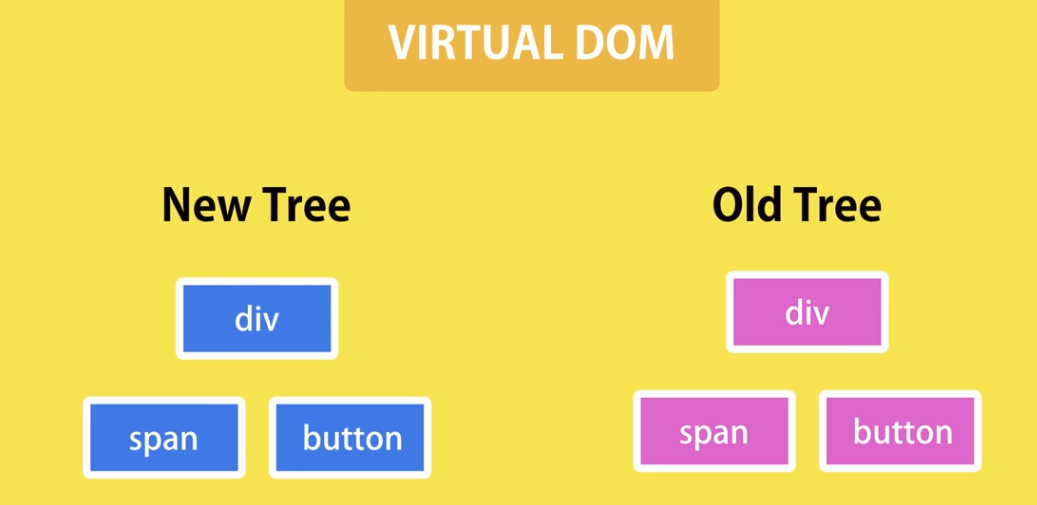 VIRTUAL DOM
New Tree
Old Tree
div
div
span
button
span
button